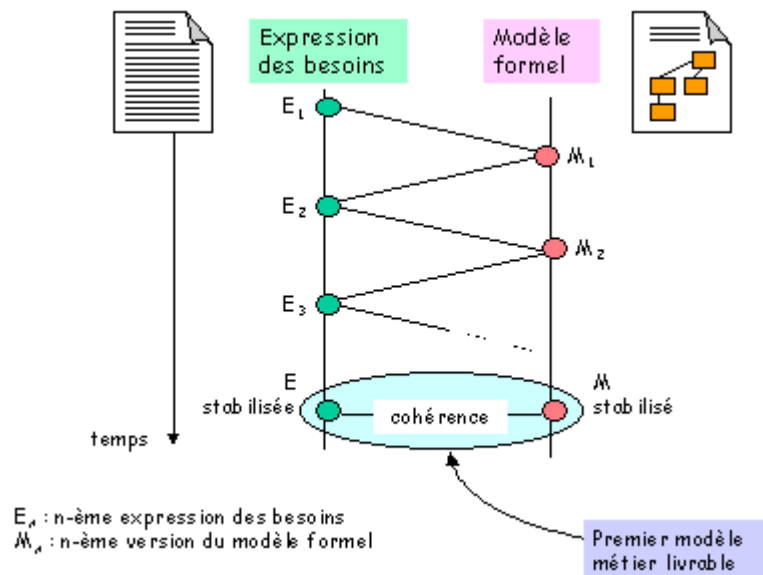 Expression
des besoins
Modèle
formel
E₁
M₁
E₂
M₂
E₃
E
stabilisée
cohérence
M
stabilisé
temps
Eₙ : n-ème expression des besoins
Mₙ : n-ème version du modèle formel
Premier modèle
métier livrable